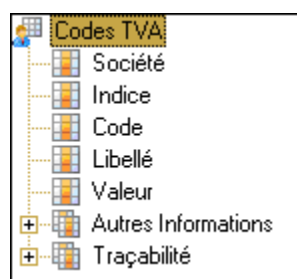 Codes TVA
Société
Indice
Code
Libellé
Valeur
Autres Informations
Traçabilité